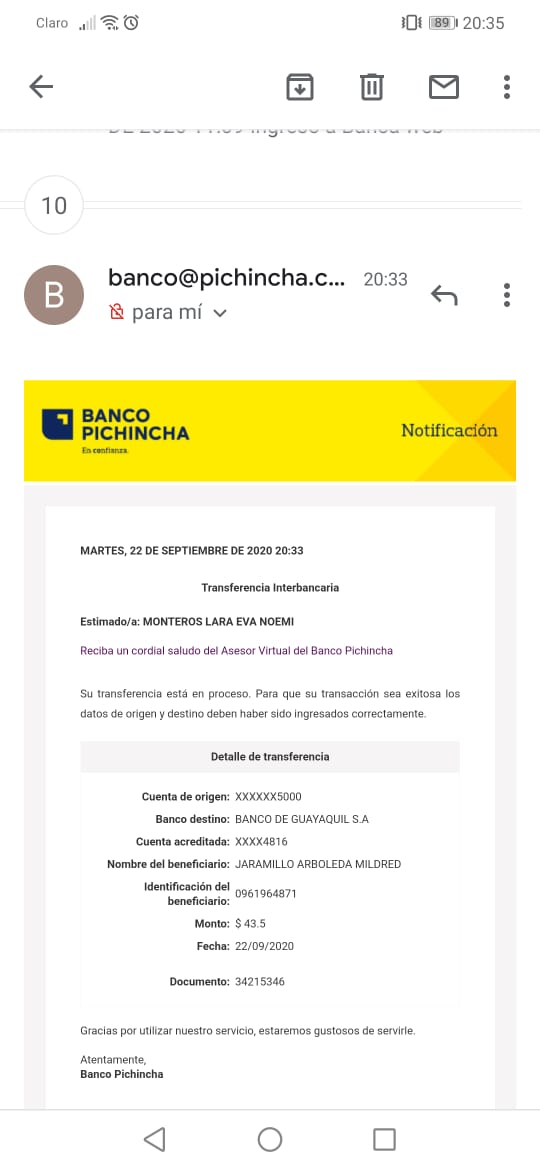 Claro 89 20:35
10
B banco@pichincha.c... 20:33
para mí
BANCO
PICHINCHA
En confianza.
Notificación
MARTES, 22 DE SEPTIEMBRE DE 2020 20:33
Transferencia Interbancaria
Estimado/a: MONTEROS LARA EVA NOEMI
Reciba un cordial saludo del Asesor Virtual del Banco Pichincha
Su transferencia está en proceso. Para que su transacción sea exitosa los
datos de origen y destino deben haber sido ingresados correctamente.
Detalle de transferencia
Cuenta de origen: XXXXXX5000
Banco destino: BANCO DE GUAYAQUIL S.A
Cuenta acreditada: XXXX4816
Nombre del beneficiario: JARAMILLO ARBOLEDA MILDRED
Identificación del
beneficiario: 0961964871
Monto: $ 43.5
Fecha: 22/09/2020
Documento: 34215346
Gracias por utilizar nuestro servicio, estaremos gustosos de servirle.
Atentamente,
Banco Pichincha